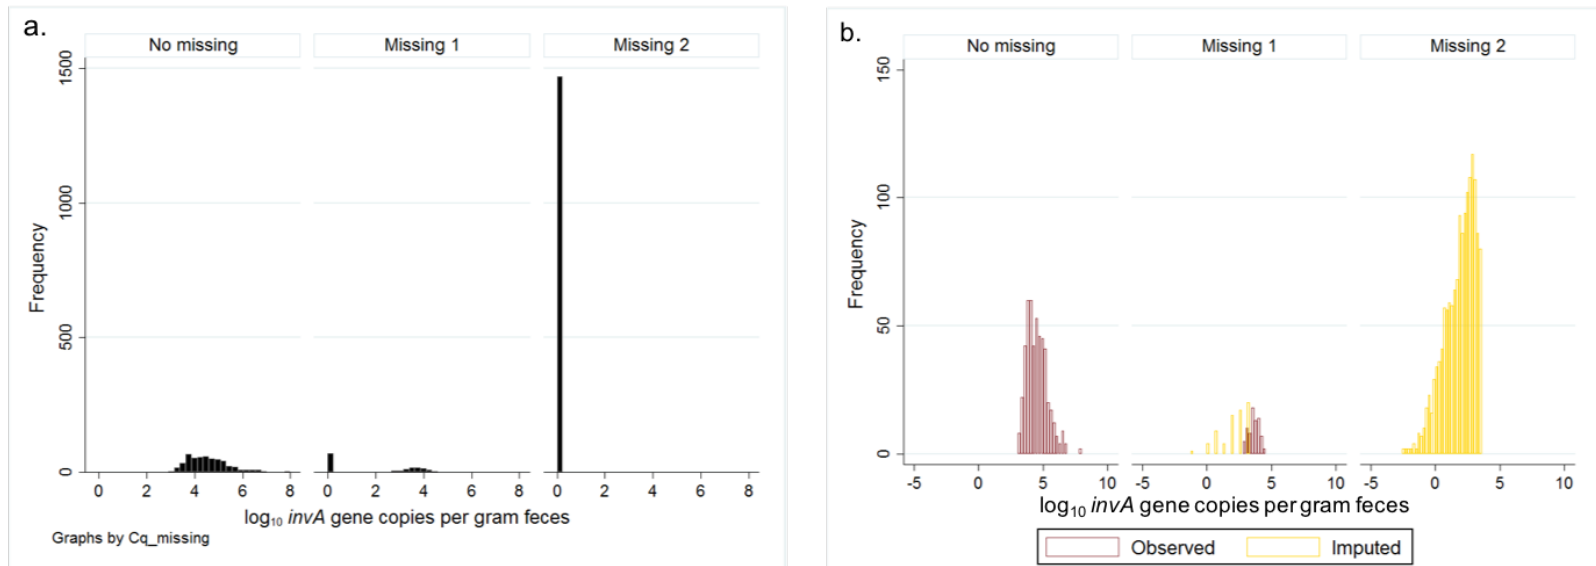 a.
No missing
Missing 1
Missing 2
1500
1000
500
0
Frequency
0 2 4 6 8
0 2 4 6 8
0 2 4 6 8
log₁₀ invA gene copies per gram feces
Graphs by Cq_missing
b.
No missing
Missing 1
Missing 2
150
100
50
0
Frequency
-5 0 5 10
-5 0 5 10
-5 0 5 10
log₁₀ invA gene copies per gram feces
Observed
Imputed